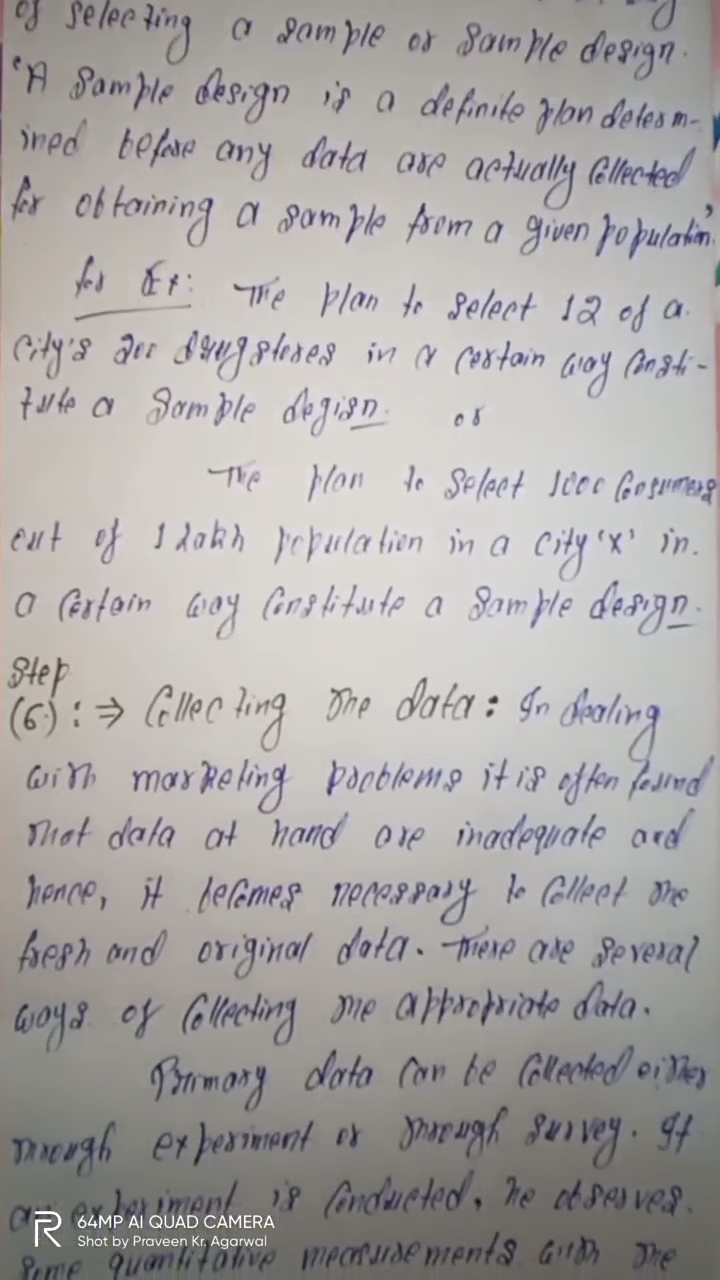 of selecting a sample or sample design.
'A sample design is a definite plan determ-
ined before any data are actually collected
for obtaining a sample from a given population'
for Ex: The plan to select 12 of a
city's 200 drugstores in a certain way consti-
tute a sample degisn. or
The plan to select 1000 consumers
out of 1 lakh population in a city 'x' in
a certain way constitute a sample design.
Step
(6): ⇒ Collecting the data: In dealing
with marketing problems it is often found
that data at hand are inadequate and
hence, it becomes necessary to collect the
fresh and original data. There are several
ways of collecting the appropriate data.
Primary data can be collected either
through experiment or through survey. If
an experiment is conducted, he observes
some quantitative measurements with the
64MP AI QUAD CAMERA
Shot by Praveen Kr. Agarwal